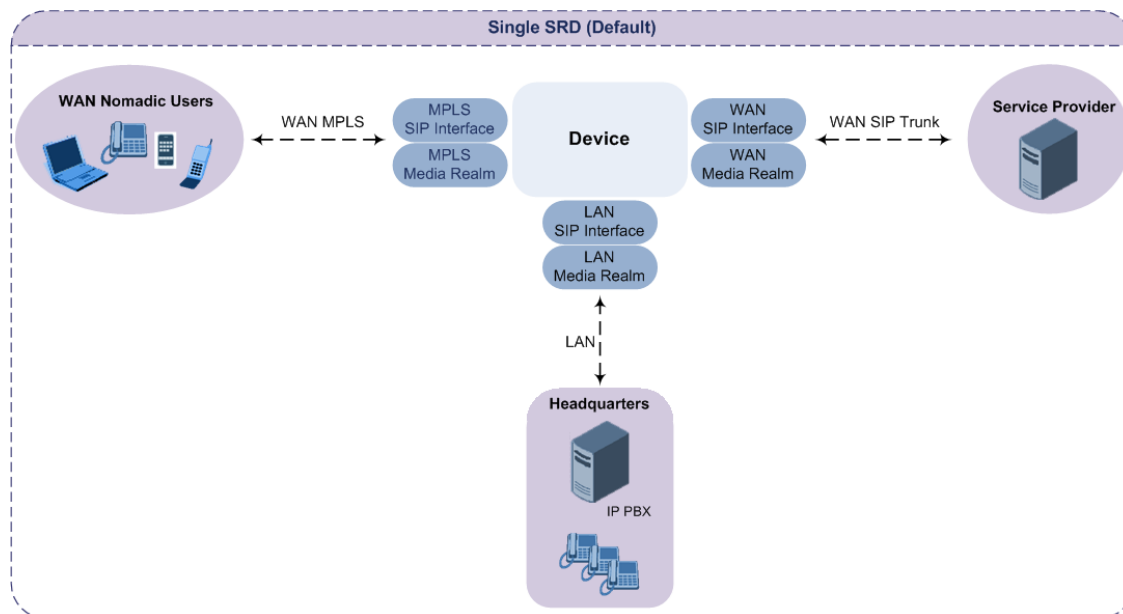 Single SRD (Default)
WAN Nomadic Users
WAN MPLS
MPLS
SIP Interface
MPLS
Media Realm
Device
WAN
SIP Interface
WAN
Media Realm
WAN SIP Trunk
Service Provider
LAN
SIP Interface
LAN
Media Realm
LAN
Headquarters
IP PBX